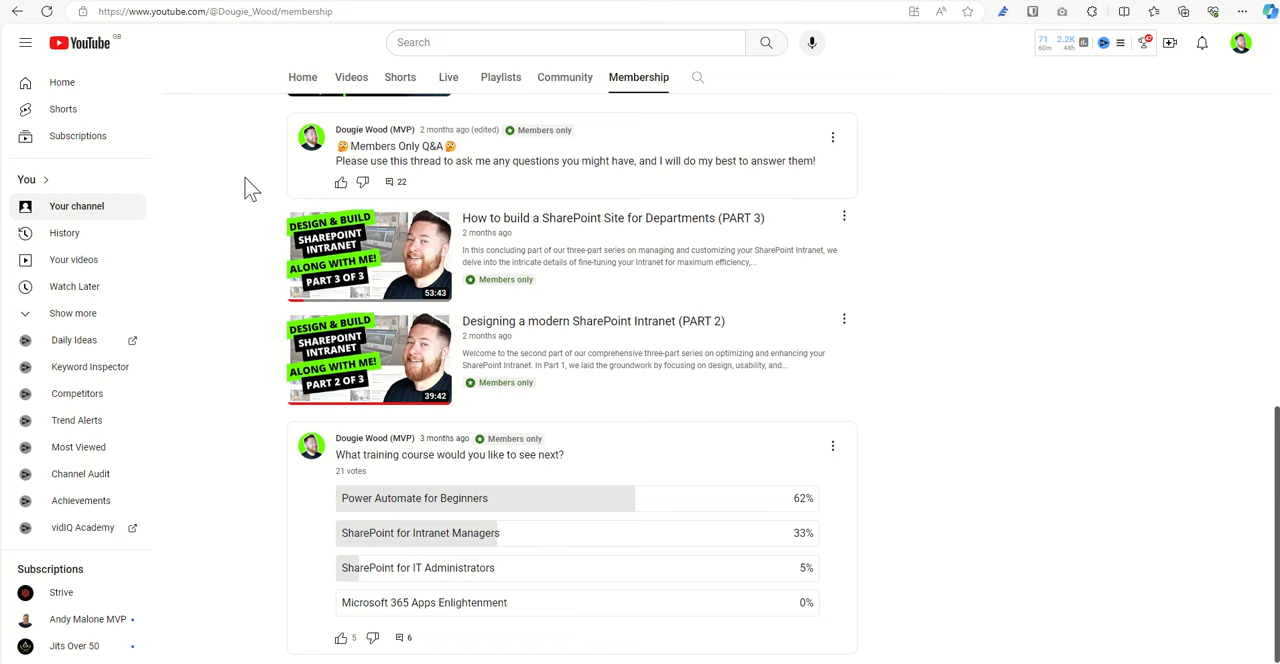 https://www.youtube.com/@Dougie_Wood/membership
YouTube GB
Search
71 2.2K
60m 48h
47
Home
Home Videos Shorts Live Playlists Community Membership
Shorts
Subscriptions
You
Your channel
History
Your videos
Watch Later
Show more
Daily Ideas
Keyword Inspector
Competitors
Trend Alerts
Most Viewed
Channel Audit
Achievements
vidIQ Academy
Subscriptions
Strive
Andy Malone MVP
Jits Over 50
Dougie Wood (MVP) 2 months ago (edited) Members only
🤔Members Only Q&A🤔
Please use this thread to ask me any questions you might have, and I will do my best to answer them!
22
DESIGN & BUILD
SHAREPOINT
INTRANET
ALONG WITH ME!
PART 3 OF 3
53:43
How to build a SharePoint Site for Departments (PART 3)
2 months ago
In this concluding part of our three-part series on managing and customizing your SharePoint Intranet, we
delve into the intricate details of fine-tuning your Intranet for maximum efficiency,...
Members only
DESIGN & BUILD
SHAREPOINT
INTRANET
ALONG WITH ME!
PART 2 OF 3
39:42
Designing a modern SharePoint Intranet (PART 2)
2 months ago
Welcome to the second part of our comprehensive three-part series on optimizing and enhancing your
SharePoint Intranet. In Part 1, we laid the groundwork by focusing on design, usability, and...
Members only
Dougie Wood (MVP) 3 months ago Members only
What training course would you like to see next?
21 votes
Power Automate for Beginners 62%
SharePoint for Intranet Managers 33%
SharePoint for IT Administrators 5%
Microsoft 365 Apps Enlightenment 0%
5 6